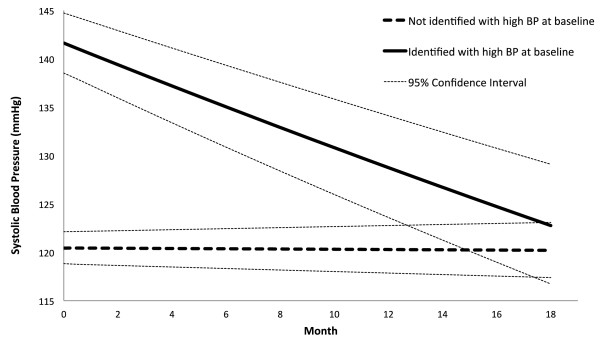 145
140
135
130
125
120
115
Systolic Blood Pressure (mmHg)
Not identified with high BP at baseline
Identified with high BP at baseline
95% Confidence Interval
0 2 4 6 8 10 12 14 16 18
Month